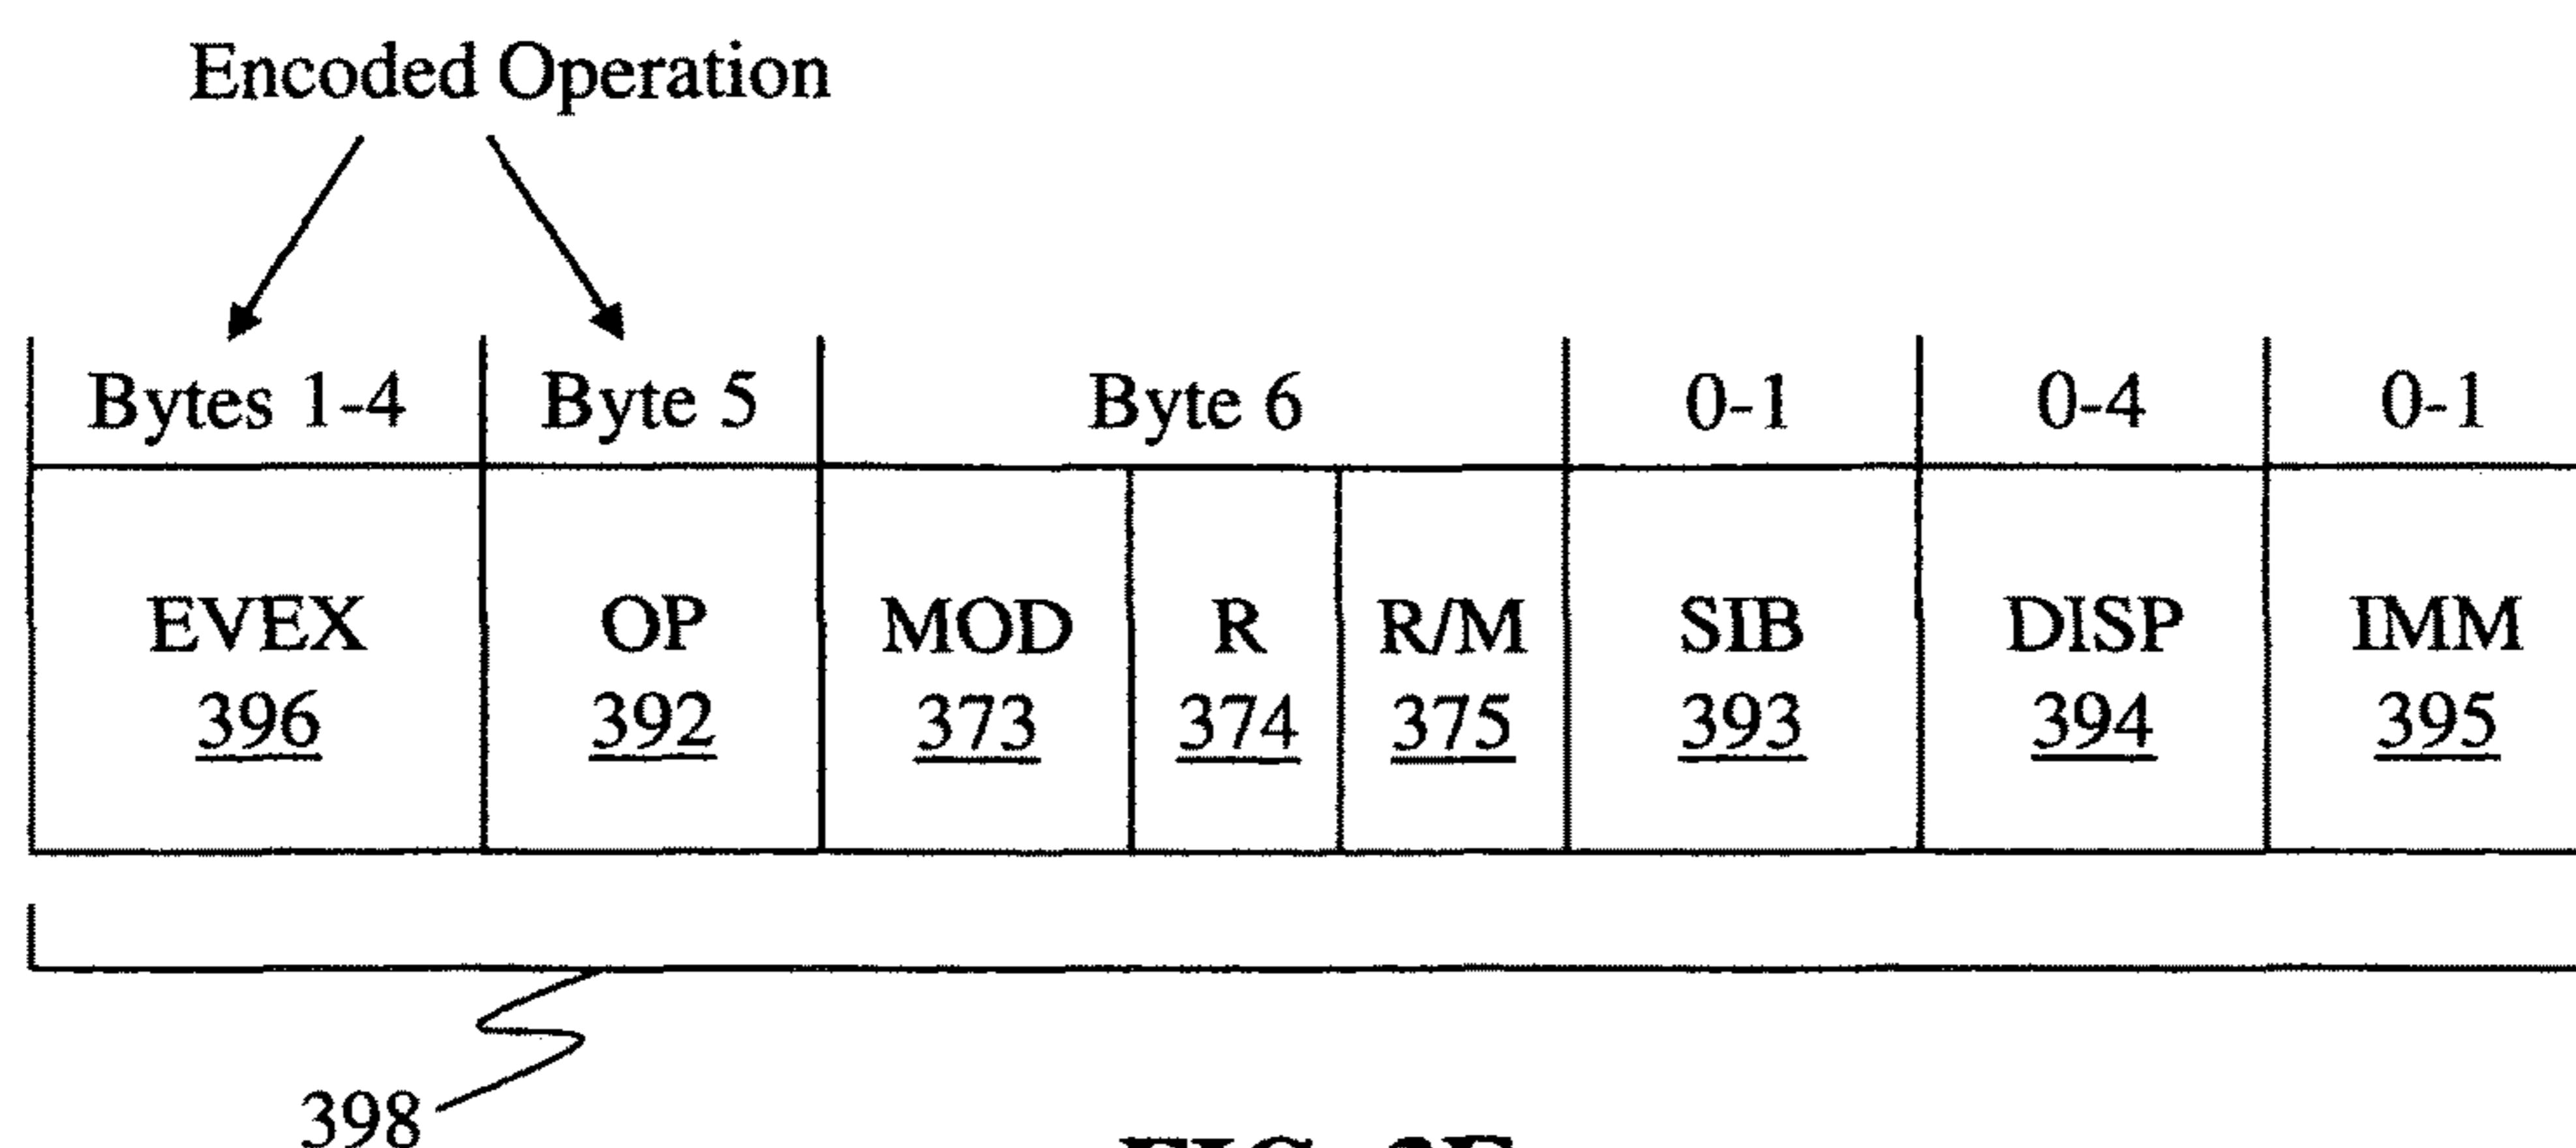 Encoded Operation
Bytes 1-4 Byte 5 Byte 6 0-1 0-4 0-1
EVEX OP MOD R R/M SIB DISP IMM
396 392 373 374 375 393 394 395
398